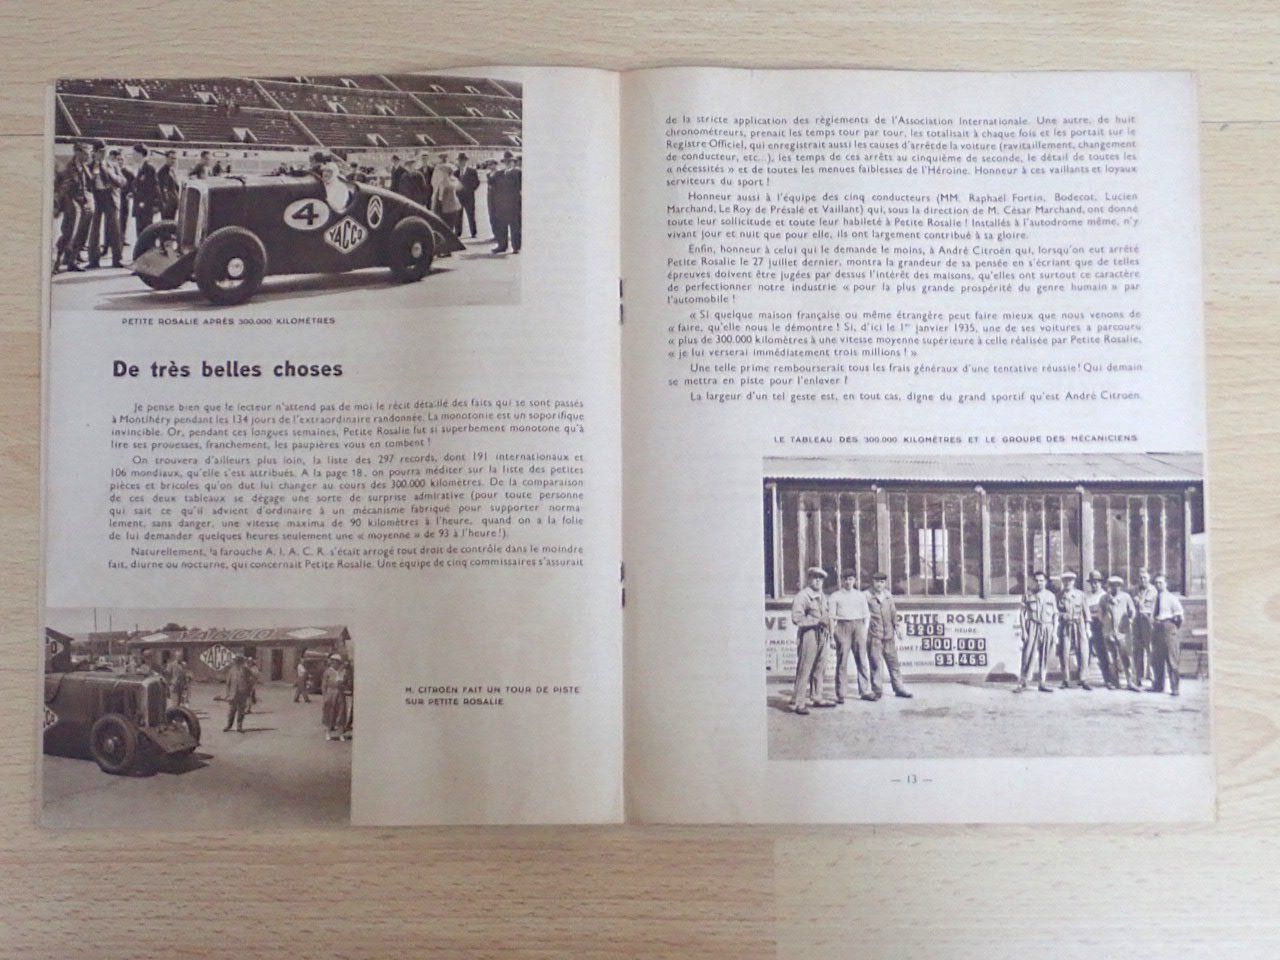 4
YACCO
PETITE ROSALIE APRÈS 300.000 KILOMÈTRES
De très belles choses
Je pense bien que le lecteur n'attend pas de moi le récit détaillé des faits qui se sont passés
à Montlhéry pendant les 134 jours de l'extraordinaire randonnée. La monotonie est un soporifique
invincible. Or, pendant ces longues semaines, Petite Rosalie fut si superbement monotone qu'à
lire ses prouesses, franchement, les paupières vous en tombent !
On trouvera d'ailleurs plus loin, la liste des 297 records, dont 191 internationaux et
106 mondiaux, qu'elle s'est attribués. A la page 18, on pourra méditer sur la liste des petites
pièces et bricoles qu'on dut lui changer au cours des 300.000 kilomètres. De la comparaison
de ces deux tableaux se dégage une sorte de surprise admirative (pour toute personne
qui sait ce qu'il advient d'ordinaire à un mécanisme fabriqué pour supporter norma-
lement, sans danger, une vitesse maxima de 90 kilomètres à l'heure, quand on a la folie
de lui demander quelques heures seulement une « moyenne » de 93 à l'heure !).
Naturellement, la farouche A. I. A. C. R. s'était arrogé tout droit de contrôle dans le moindre
fait, diurne ou nocturne, qui concernait Petite Rosalie. Une équipe de cinq commissaires s'assurait
YACCO
YACCO
M. CITROËN FAIT UN TOUR DE PISTE
SUR PETITE ROSALIE
de la stricte application des règlements de l'Association Internationale. Une autre, de huit
chronométreurs, prenait les temps tour par tour, les totalisait à chaque fois et les portait sur le
Registre Officiel, qui enregistrait aussi les causes d'arrêt de la voiture (ravitaillement, changement
de conducteur, etc...), les temps de ces arrêts au cinquième de seconde, le détail de toutes les
« nécessités » et de toutes les menues faiblesses de l'Héroïne. Honneur à ces vaillants et loyaux
serviteurs du sport !
Honneur aussi à l'équipe des cinq conducteurs (MM. Raphaël Fortin, Bodecot, Lucien
Marchand, Le Roy de Présalé et Vaillant) qui, sous la direction de M. César Marchand, ont donné
toute leur sollicitude et toute leur habileté à Petite Rosalie ! Installés à l'autodrome même, n'y
vivant jour et nuit que pour elle, ils ont largement contribué à sa gloire.
Enfin, honneur à celui qui le demande le moins, à André Citroën qui, lorsqu'on eut arrêté
Petite Rosalie le 27 juillet dernier, montra la grandeur de sa pensée en s'écriant que de telles
épreuves doivent être jugées par dessus l'intérêt des maisons, qu'elles ont surtout ce caractère
de perfectionner notre industrie « pour la plus grande prospérité du genre humain » par
l'automobile !
« Si quelque maison française ou même étrangère peut faire mieux que nous venons de
« faire, qu'elle nous le démontre ! Si, d'ici le 1er janvier 1935, une de ses voitures a parcouru
« plus de 300.000 kilomètres à une vitesse moyenne supérieure à celle réalisée par Petite Rosalie,
« je lui verserai immédiatement trois millions ! »
Une telle prime rembourserait tous les frais généraux d'une tentative réussie ! Qui demain
se mettra en piste pour l'enlever ?
La largeur d'un tel geste est, en tout cas, digne du grand sportif qu'est André Citroën.
LE TABLEAU DES 300.000 KILOMÈTRES ET LE GROUPE DES MÉCANICIENS
PETITE ROSALIE
HEURE
300.000
93.469
— 13 —